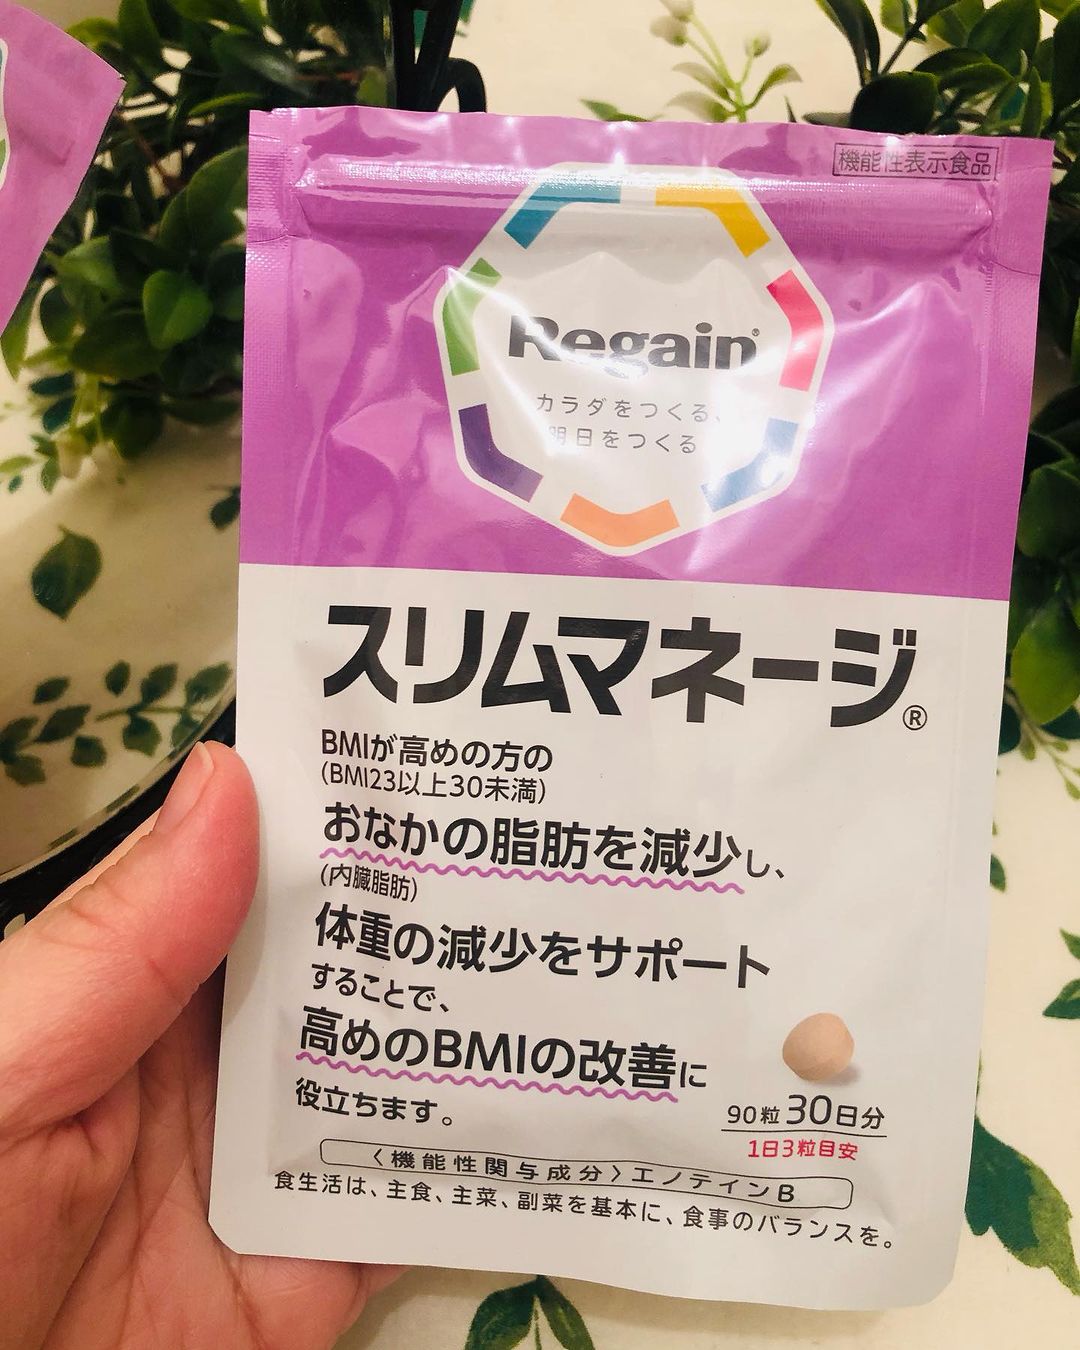 機能性表示食品
Regain®
カラダをつくる、
明日をつくる
スリムマネージ®
BMIが高めの方の
(BMI23以上30未満)
おなかの脂肪を減少し、
(内臓脂肪)
体重の減少をサポート
することで、
高めのBMIの改善に
役立ちます。
90粒 30日分
1日3粒目安
〈機能性関与成分〉エノテインB
食生活は、主食、主菜、副菜を基本に、食事のバランスを。